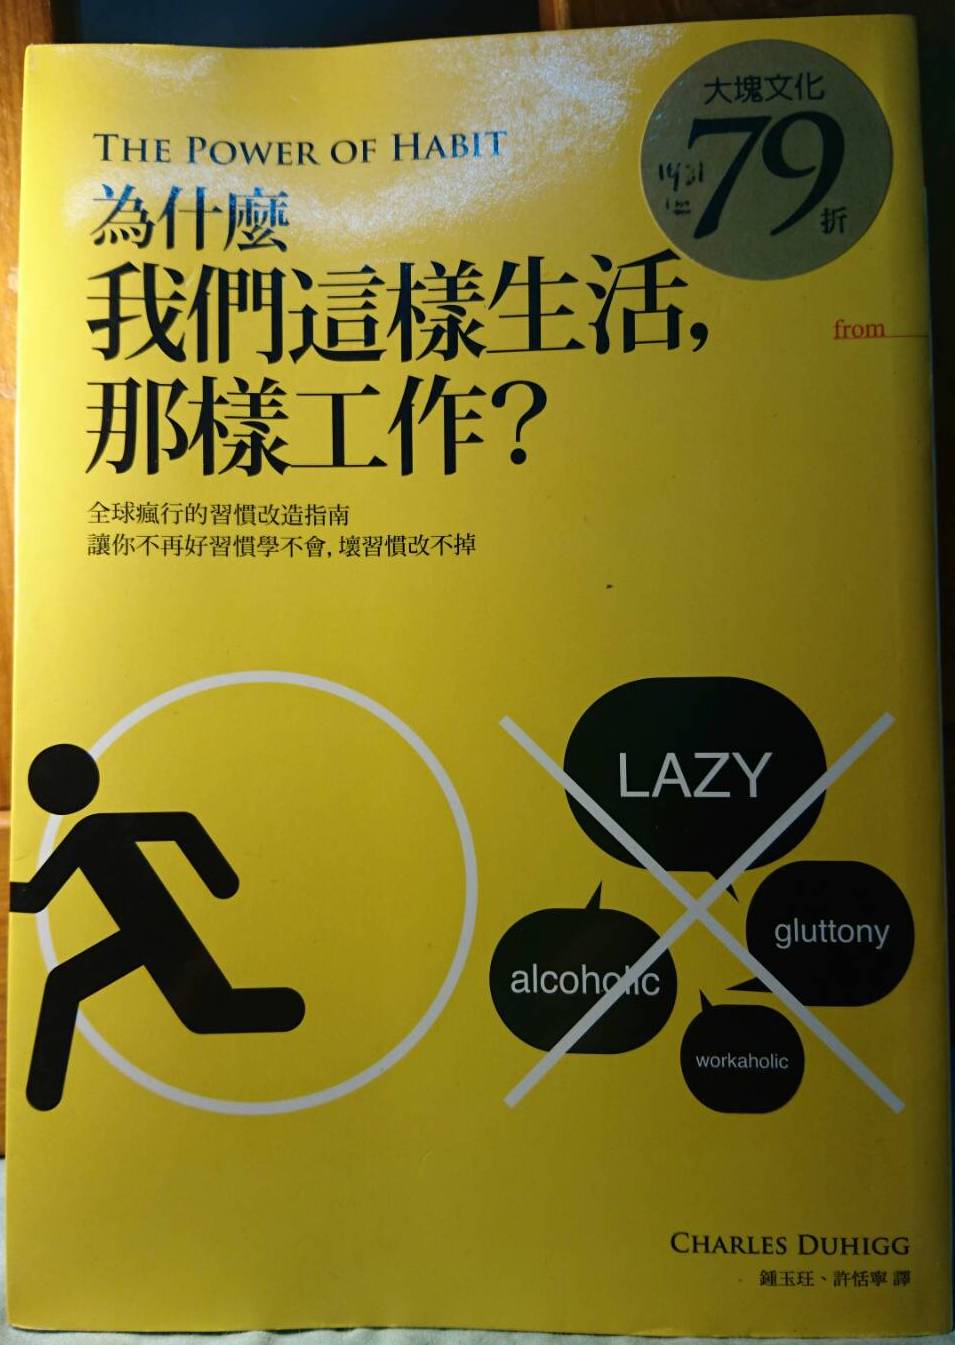 THE POWER OF HABIT
為什麼
我們這樣生活,
那樣工作?
全球瘋行的習慣改造指南
讓你不再好習慣學不會, 壞習慣改不掉
大塊文化
79
折
from
LAZY
gluttony
alcoholic
workaholic
CHARLES DUHIGG
鍾玉玨、許恬寧 譯